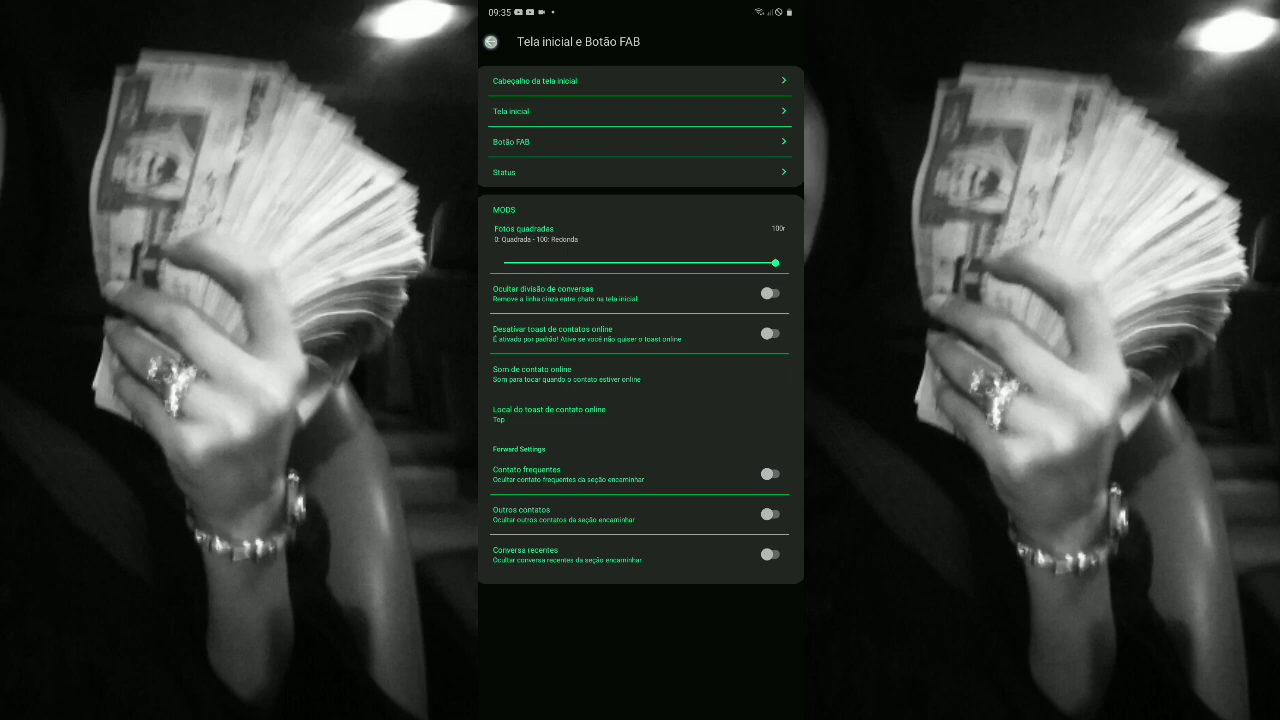 09:35
Tela inicial e Botão FAB
Cabeçalho da tela inicial
Tela inicial
Botão FAB
Status
MODS
Fotos quadradas
100r
0: Quadrada - 100: Redonda
Ocultar divisão de conversas
Remove a linha cinza entre chats na tela inicial
Desativar toast de contatos online
É ativado por padrão! Ative se você não quiser o toast online
Som de contato online
Som para tocar quando o contato estiver online
Local do toast de contato online
Top
Forward Settings
Contato frequentes
Ocultar contato frequentes da seção encaminhar
Outros contatos
Ocultar outros contatos da seção encaminhar
Conversa recentes
Ocultar conversa recentes da seção encaminhar